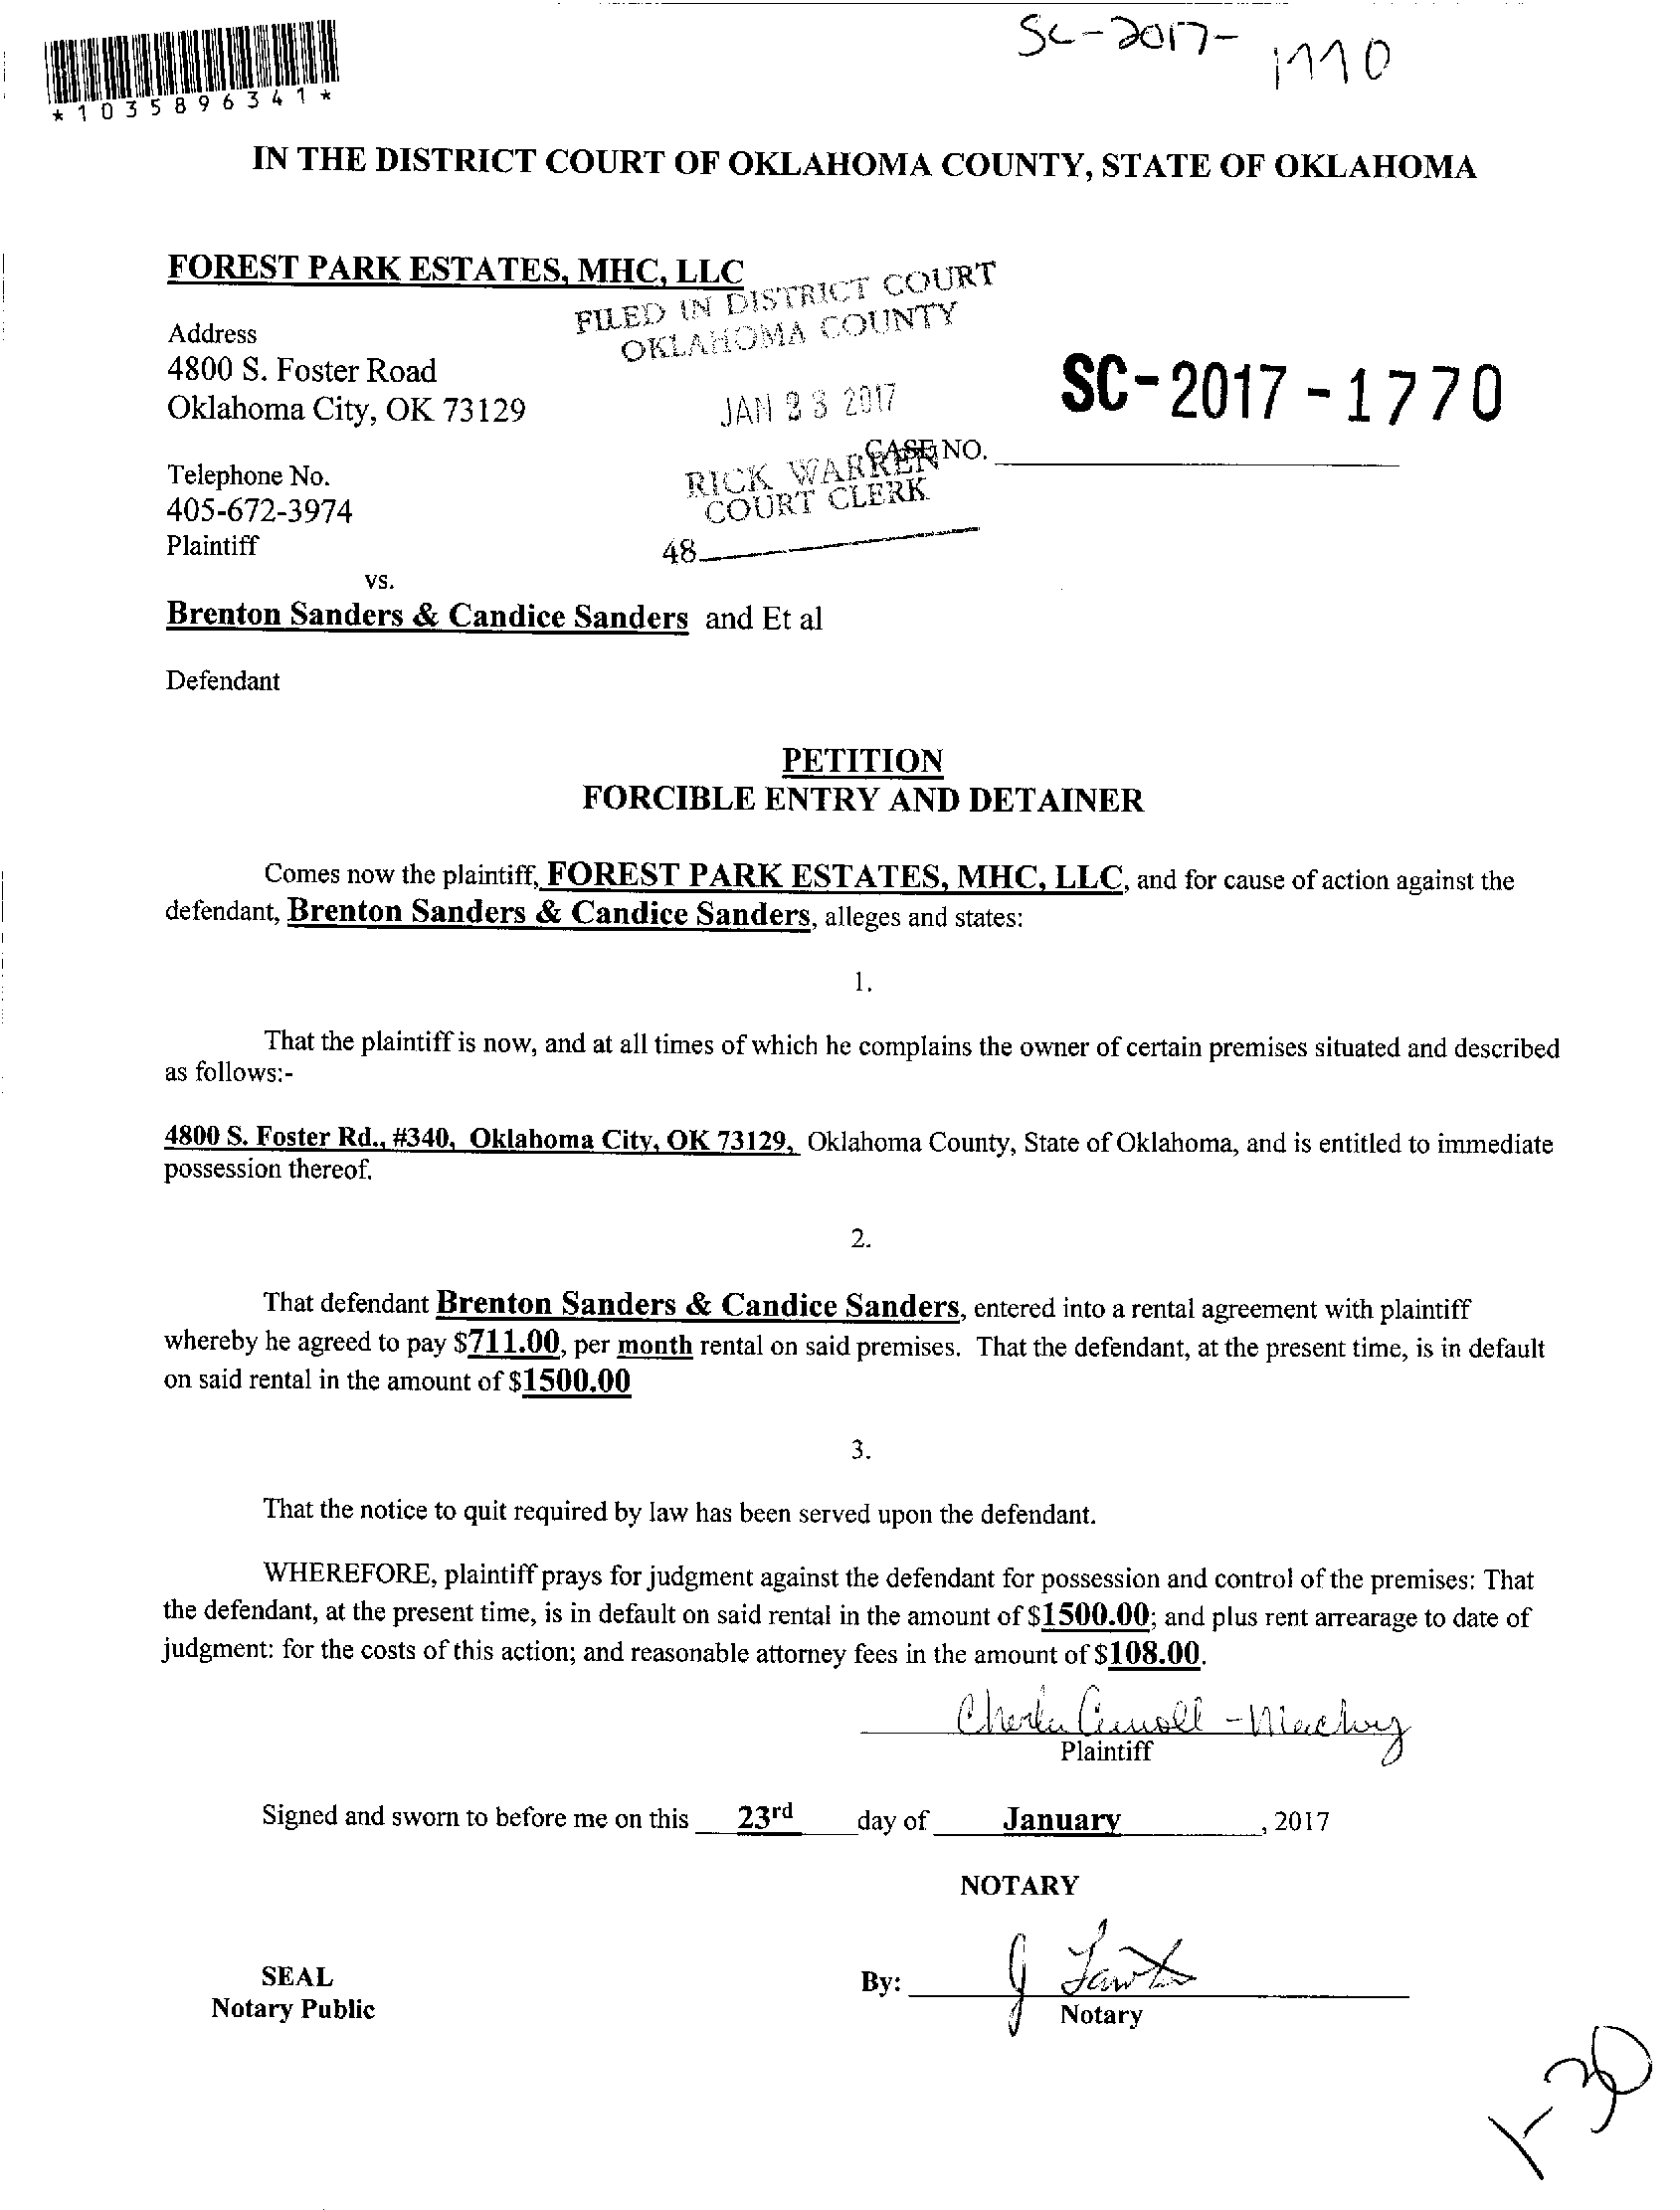 SC-2017-1770
*1035896341*
IN THE DISTRICT COURT OF OKLAHOMA COUNTY, STATE OF OKLAHOMA
FOREST PARK ESTATES, MHC, LLC
FILED IN DISTRICT COURT
OKLAHOMA COUNTY
Address
4800 S. Foster Road
Oklahoma City, OK 73129
JAN 23 2017
SC-2017-1770
CASE NO.
RICK WARREN
COURT CLERK
Telephone No.
405-672-3974
Plaintiff
48
vs.
Brenton Sanders & Candice Sanders and Et al
Defendant
PETITION
FORCIBLE ENTRY AND DETAINER
Comes now the plaintiff, FOREST PARK ESTATES, MHC, LLC, and for cause of action against the
defendant, Brenton Sanders & Candice Sanders, alleges and states:
1.
That the plaintiff is now, and at all times of which he complains the owner of certain premises situated and described
as follows:-
4800 S. Foster Rd., #340, Oklahoma City, OK 73129, Oklahoma County, State of Oklahoma, and is entitled to immediate
possession thereof.
2.
That defendant Brenton Sanders & Candice Sanders, entered into a rental agreement with plaintiff
whereby he agreed to pay $711.00, per month rental on said premises. That the defendant, at the present time, is in default
on said rental in the amount of $1500.00
3.
That the notice to quit required by law has been served upon the defendant.
WHEREFORE, plaintiff prays for judgment against the defendant for possession and control of the premises: That
the defendant, at the present time, is in default on said rental in the amount of $1500.00; and plus rent arrearage to date of
judgment: for the costs of this action; and reasonable attorney fees in the amount of $108.00.
Plaintiff
Signed and sworn to before me on this 23rd day of January, 2017
NOTARY
SEAL
Notary Public
By:
Notary
1-30